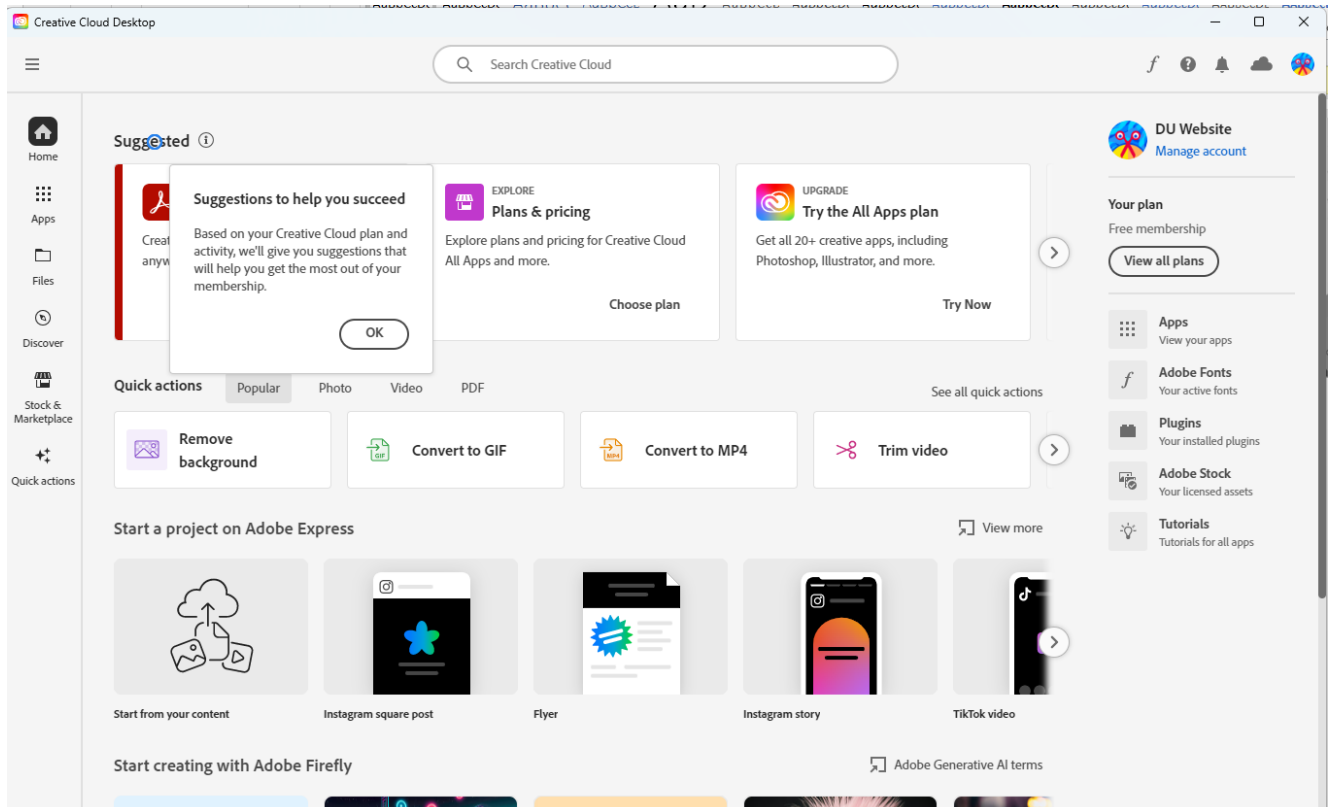 Creative Cloud Desktop
Search Creative Cloud
Home
Apps
Files
Discover
Stock &
Marketplace
Quick actions
Suggested
Suggestions to help you succeed
Based on your Creative Cloud plan and
activity, we'll give you suggestions that
will help you get the most out of your
membership.
OK
EXPLORE
Plans & pricing
Explore plans and pricing for Creative Cloud
All Apps and more.
Choose plan
UPGRADE
Try the All Apps plan
Get all 20+ creative apps, including
Photoshop, Illustrator, and more.
Try Now
Quick actions
Popular
Photo
Video
PDF
See all quick actions
Remove
background
GIF
Convert to GIF
MP4
Convert to MP4
Trim video
Start a project on Adobe Express
View more
Start from your content
Instagram square post
Flyer
Instagram story
TikTok video
Start creating with Adobe Firefly
Adobe Generative AI terms
DU Website
Manage account
Your plan
Free membership
View all plans
Apps
View your apps
Adobe Fonts
Your active fonts
Plugins
Your installed plugins
Adobe Stock
Your licensed assets
Tutorials
Tutorials for all apps